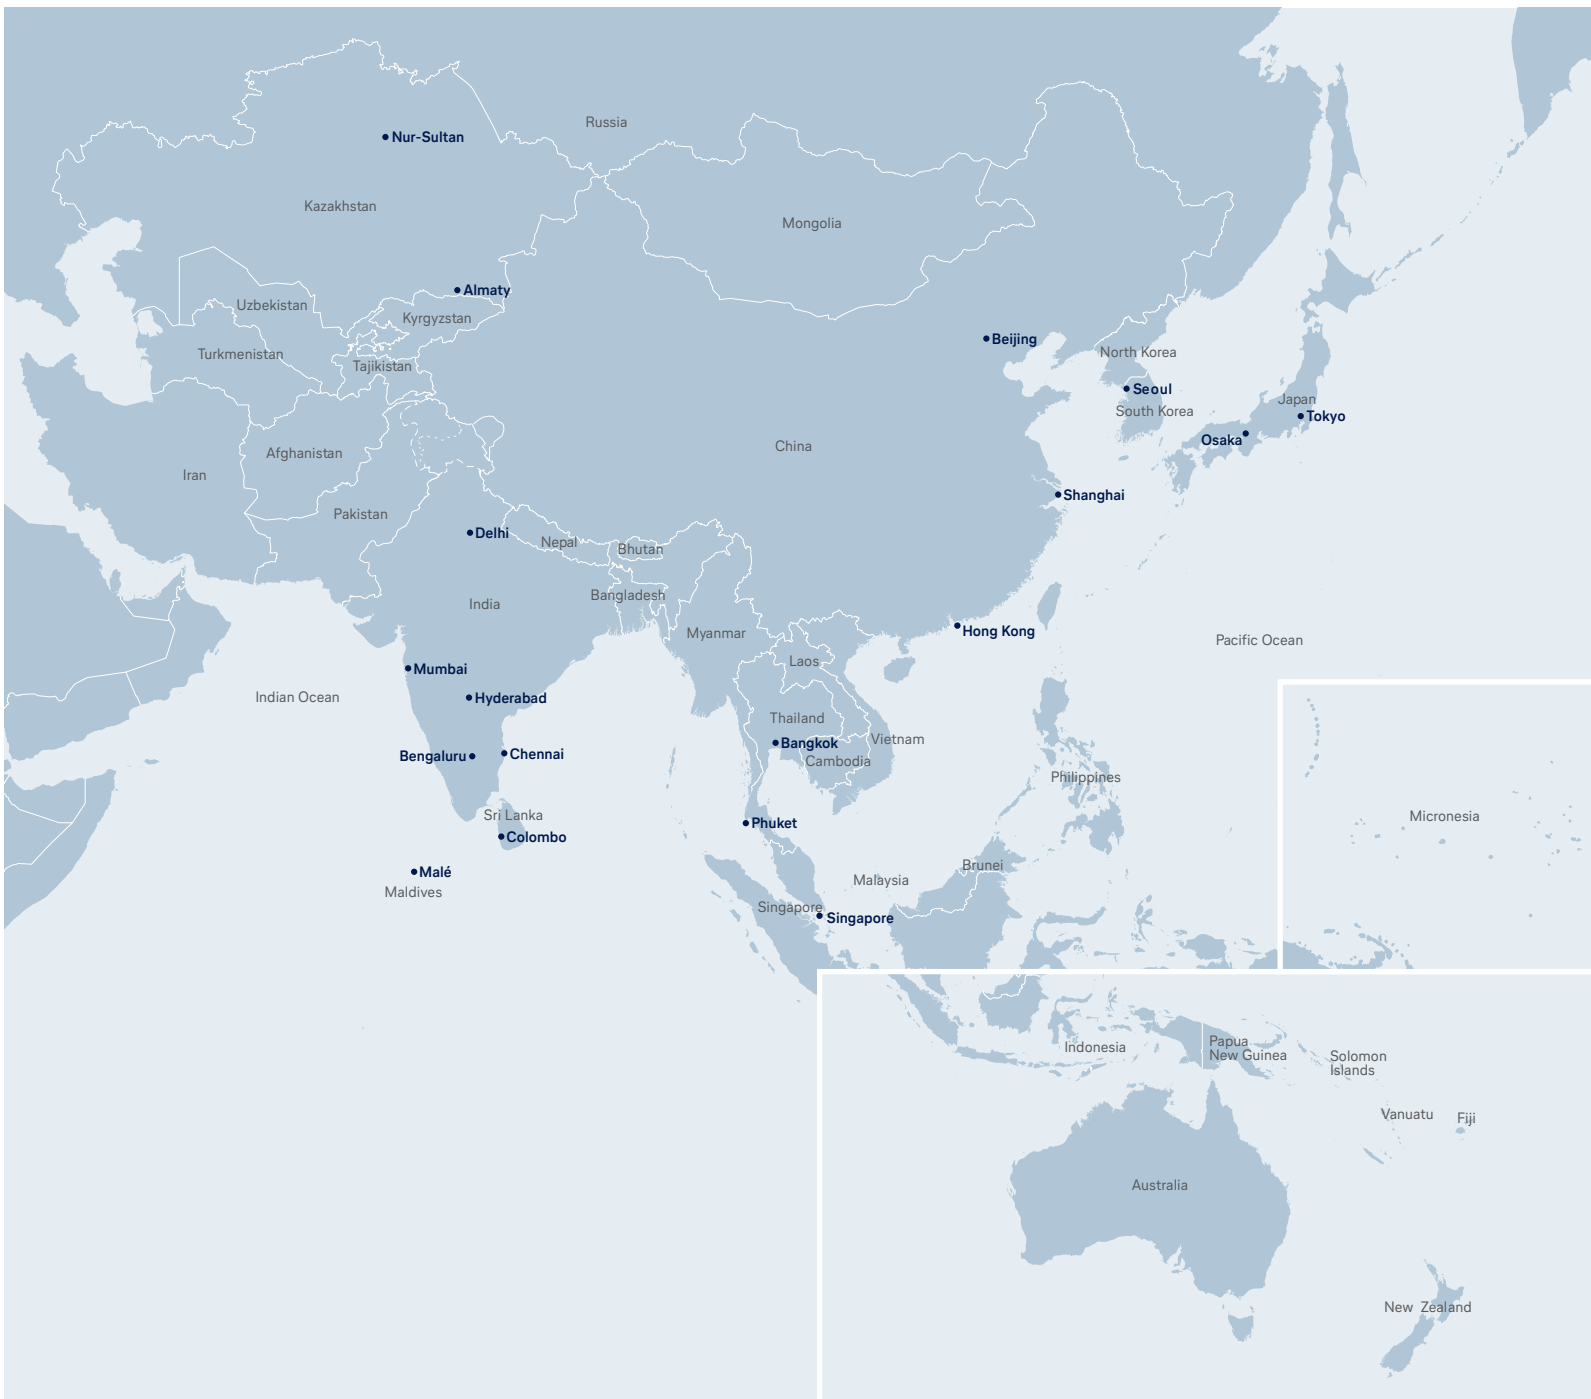 Russia
Nur-Sultan
Kazakhstan
Mongolia
Almaty
Uzbekistan
Kyrgyzstan
Beijing
Turkmenistan
North Korea
Tajikistan
Seoul
Japan
South Korea
Tokyo
Osaka
China
Afghanistan
Iran
Shanghai
Pakistan
Delhi
Nepal
Bhutan
Bangladesh
India
Myanmar
Hong Kong
Pacific Ocean
Laos
Mumbai
Indian Ocean
Hyderabad
Thailand
Vietnam
Bangkok
Bengaluru
Chennai
Cambodia
Philippines
Sri Lanka
Micronesia
Phuket
Colombo
Brunei
Malé
Malaysia
Maldives
Singapore
Singapore
Indonesia
Papua
New Guinea
Solomon
Islands
Vanuatu
Fiji
Australia
New Zealand